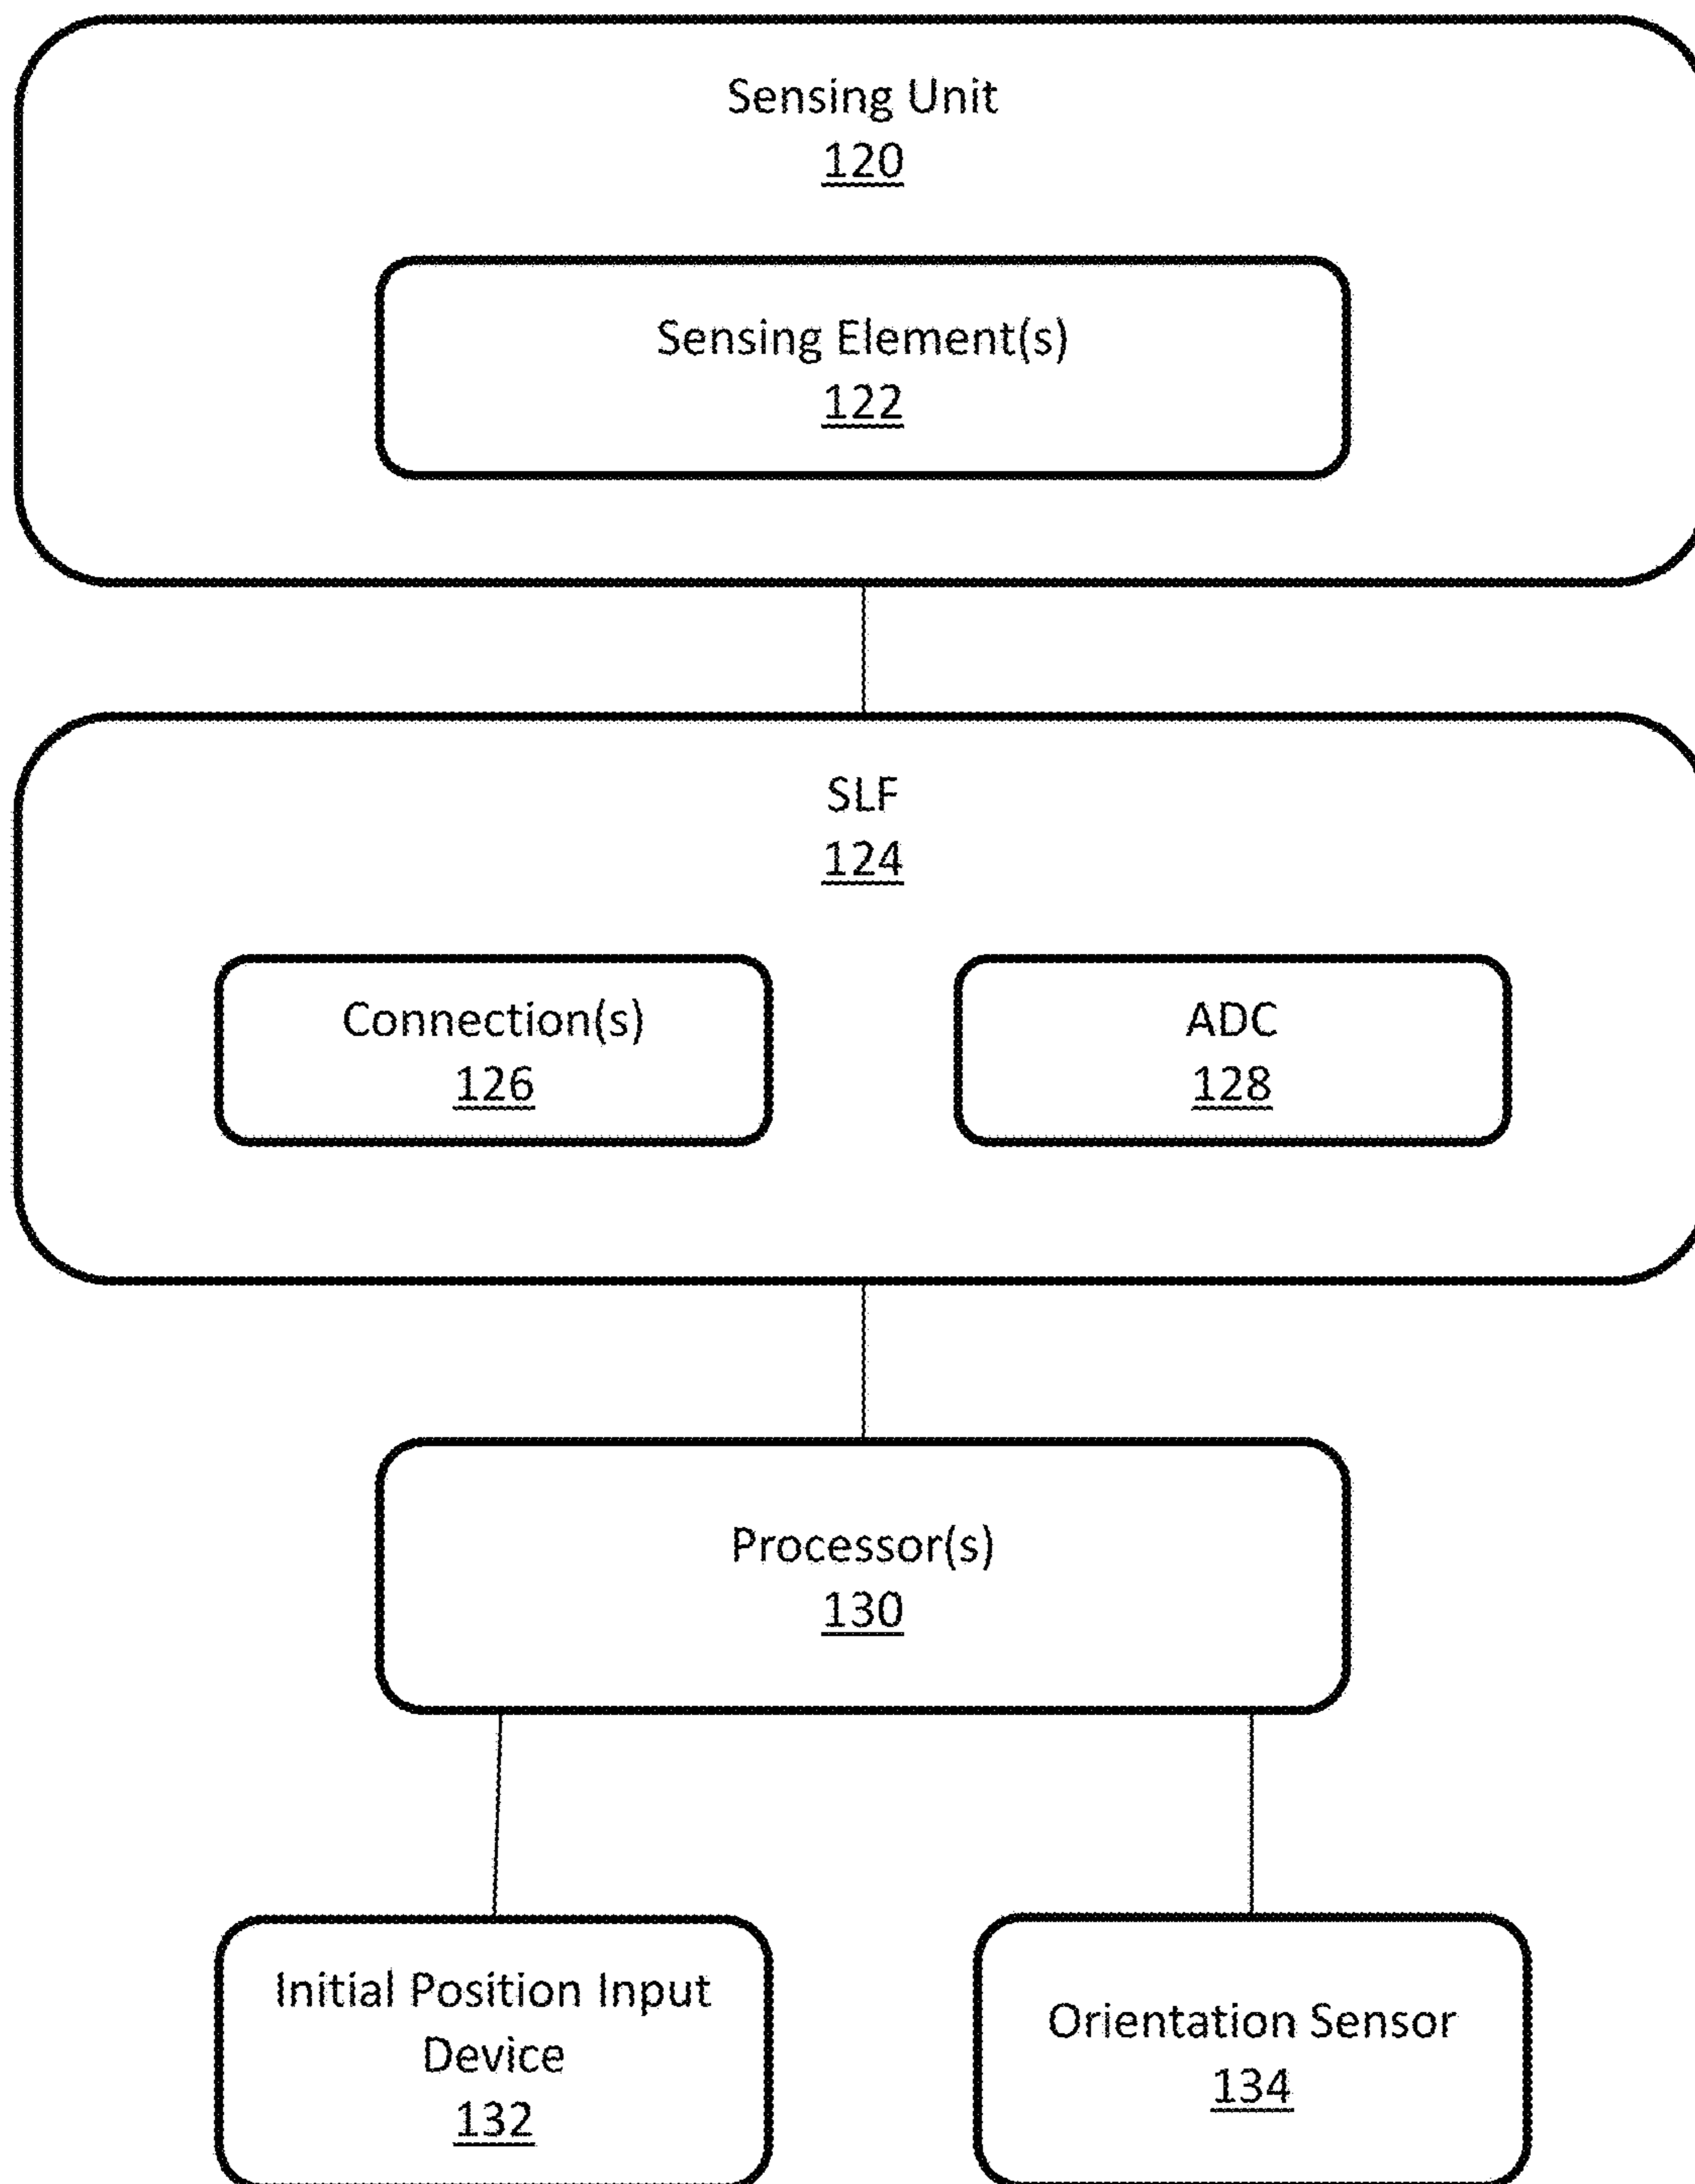 Sensing Unit
120
Sensing Element(s)
122
SLF
124
Connection(s)
126
ADC
128
Processor(s)
130
Initial Position Input
Device
132
Orientation Sensor
134